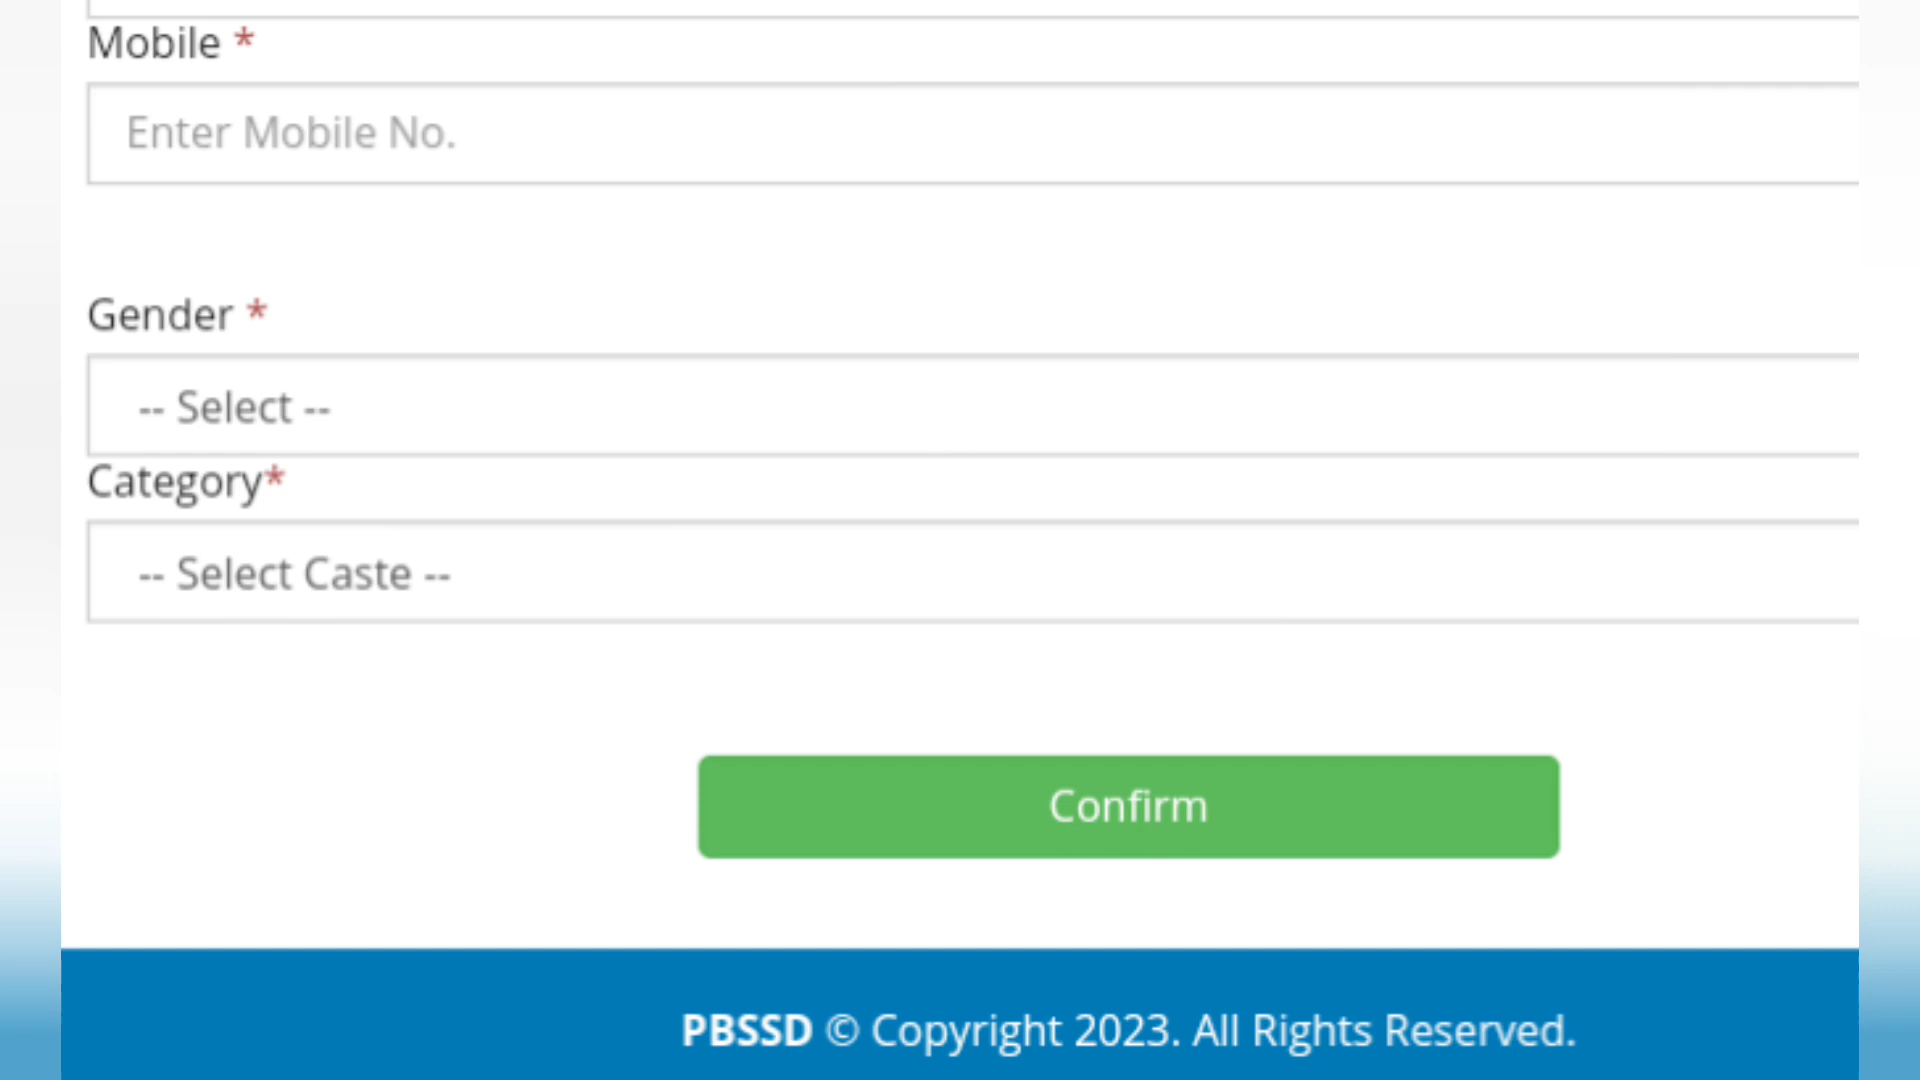 Mobile *
Enter Mobile No.
Gender *
-- Select --
Category*
-- Select Caste --
Confirm
PBSSD © Copyright 2023. All Rights Reserved.